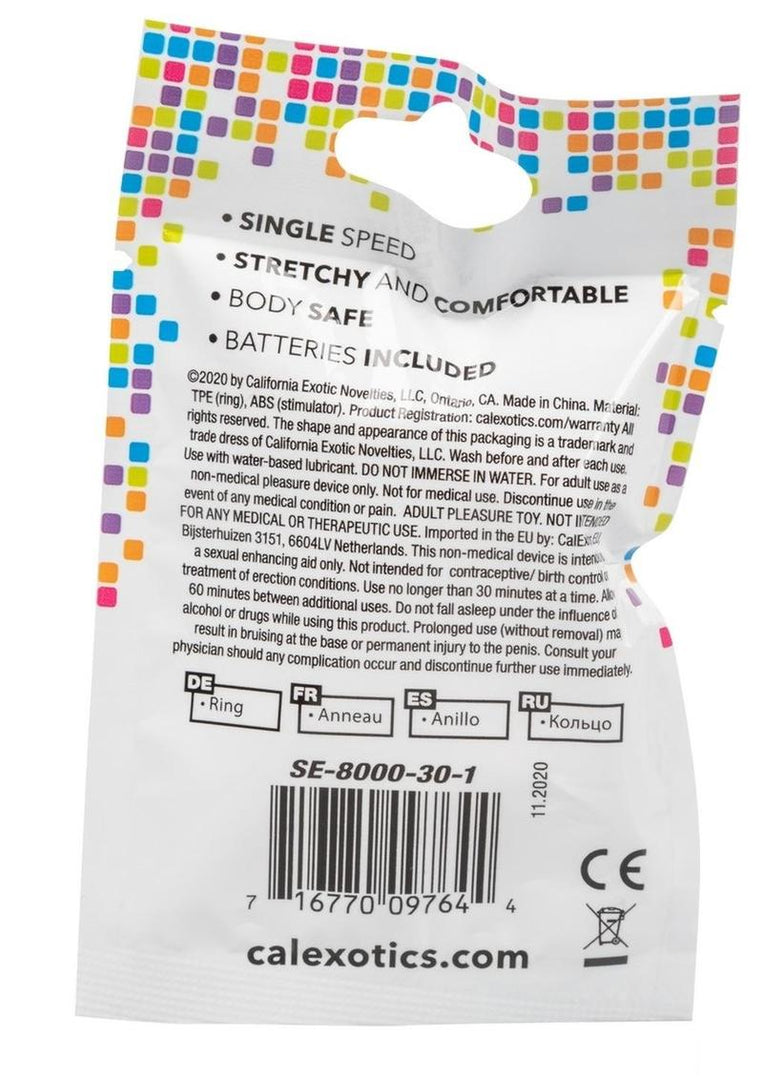 • SINGLE SPEED
• STRETCHY AND COMFORTABLE
• BODY SAFE
• BATTERIES INCLUDED
©2020 by California Exotic Novelties, LLC, Ontario, CA. Made in China. Material:
TPE (ring), ABS (stimulator). Product Registration: calexotics.com/warranty All
rights reserved. The shape and appearance of this packaging is a trademark and
trade dress of California Exotic Novelties, LLC. Wash before and after each use.
Use with water-based lubricant. DO NOT IMMERSE IN WATER. For adult use as a
non-medical pleasure device only. Not for medical use. Discontinue use in the
event of any medical condition or pain. ADULT PLEASURE TOY. NOT INTENDED
FOR ANY MEDICAL OR THERAPEUTIC USE. Imported in the EU by:
Bijsterhuizen 3151, 6604LV Netherlands. This non-medical device is
a sexual enhancing aid only. Not intended for contraceptive/ birth control
treatment of erection conditions. Use no longer than 30 minutes at a time.
60 minutes between additional uses. Do not fall asleep under the influence
alcohol or drugs while using this product. Prolonged use (without removal)
result in bruising at the base or permanent injury to the penis. Consult your
physician should any complication occur and discontinue further use immediately.
DE • Ring
FR • Anneau
ES • Anillo
RU • Кольцо
SE-8000-30-1
11.2020
7 16770 09764 4
CE
calexotics.com